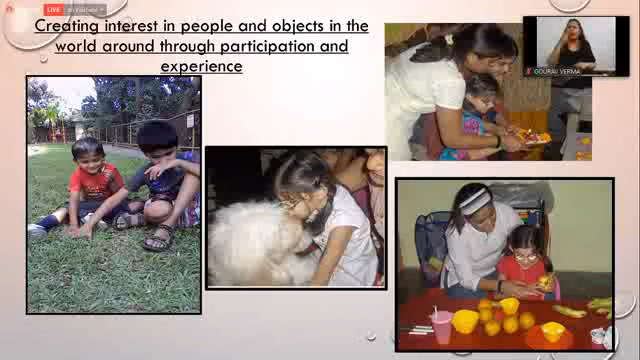 LIVE
Creating interest in people and objects in the
world around through participation and
experience
GOURAV VERMA